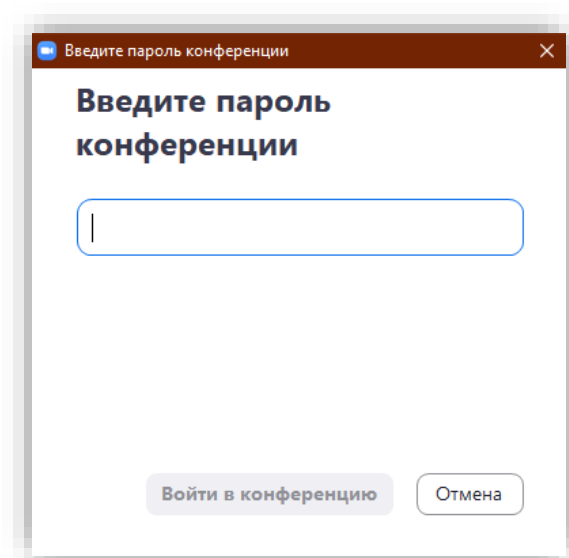 Введите пароль конференции
Введите пароль
конференции
Войти в конференцию
Отмена